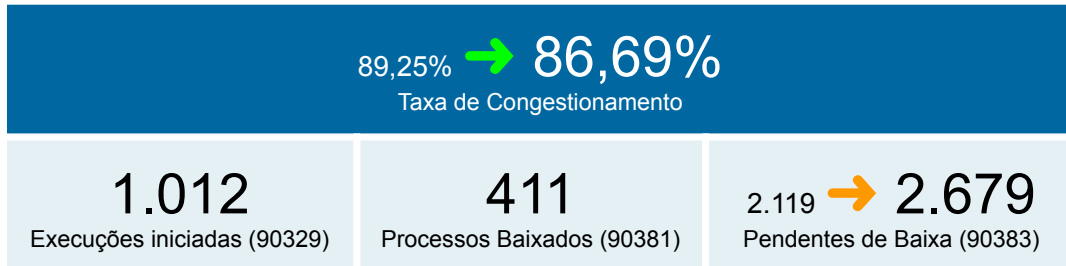 89,25% ➜ 86,69%
Taxa de Congestionamento
1.012
Execuções iniciadas (90329)
411
Processos Baixados (90381)
2.119 ➜ 2.679
Pendentes de Baixa (90383)